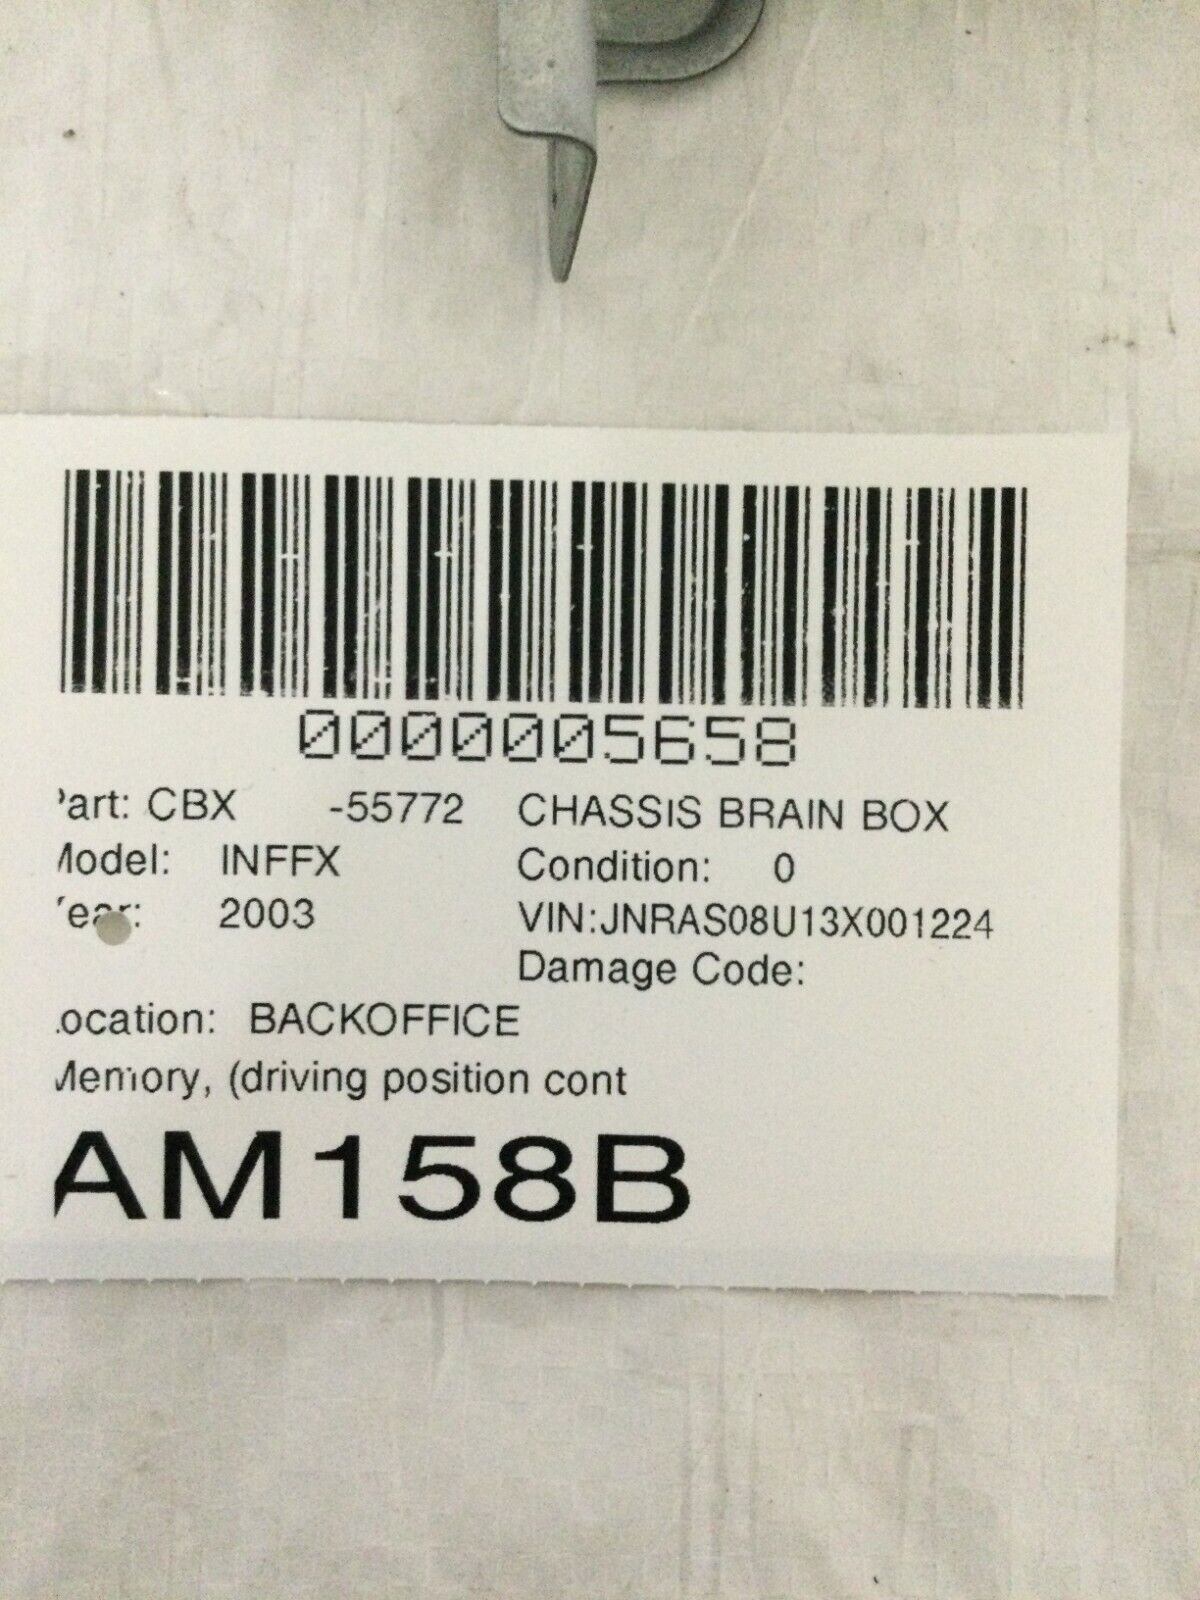 0000005658
Part: CBX -55772 CHASSIS BRAIN BOX
Model: INFFX Condition: 0
Year: 2003 VIN:JNRAS08U13X001224
Damage Code:
Location: BACKOFFICE
Memory, (driving position cont
AM158B